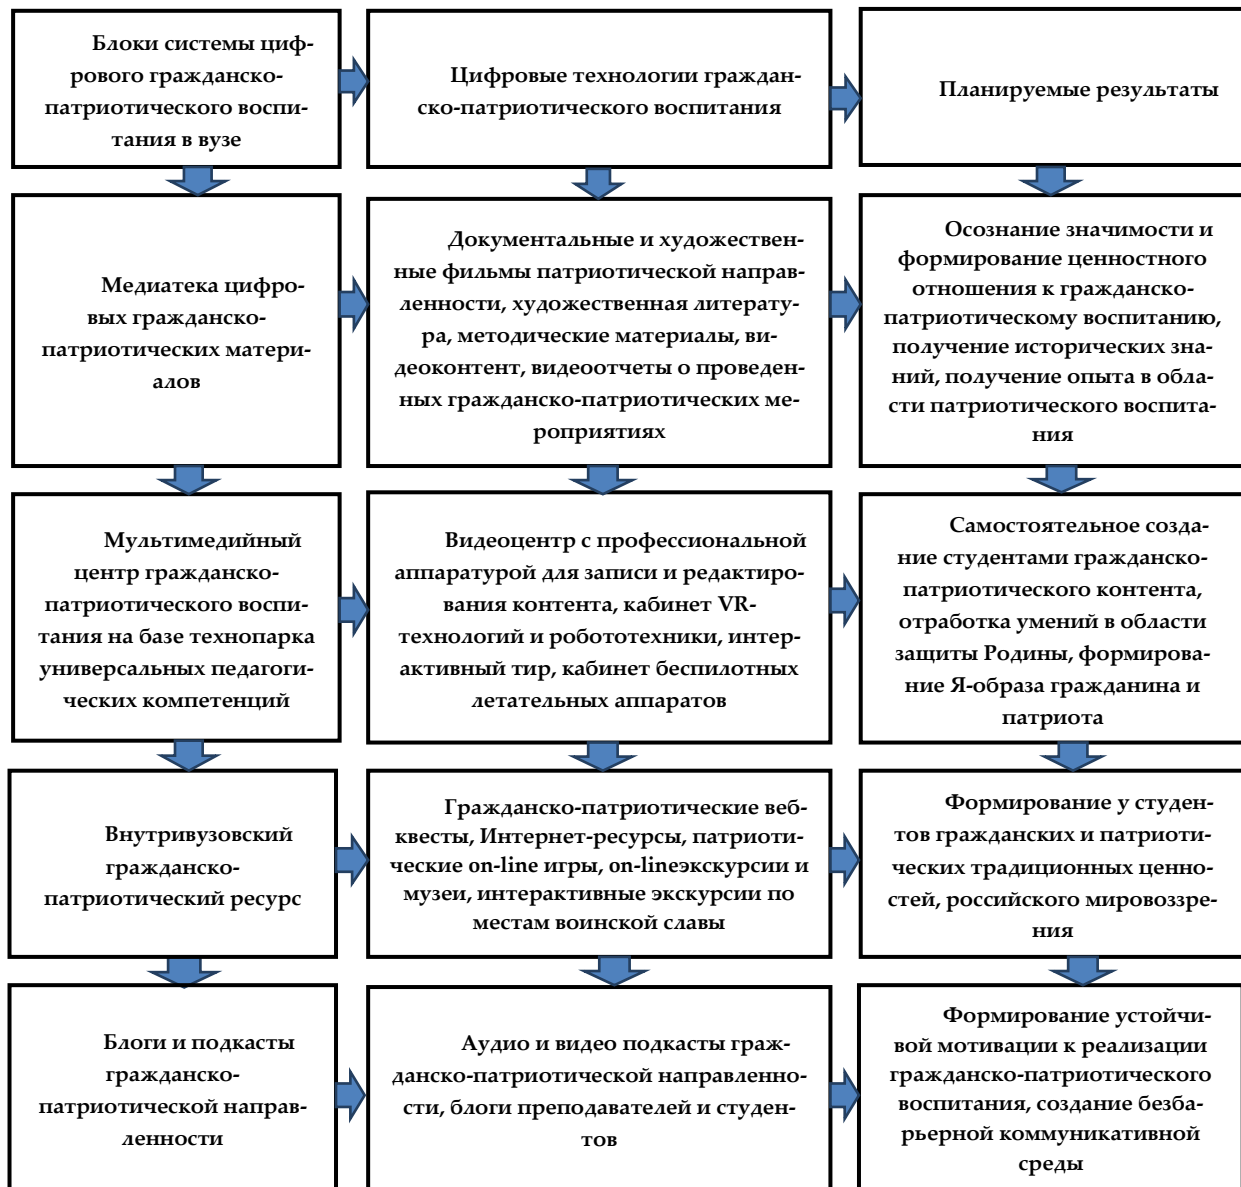 Блоки системы циф-
рового гражданско-
патриотического воспи-
тания в вузе
Цифровые технологии граждан-
ско-патриотического воспитания
Планируемые результаты
Медиатека цифро-
вых гражданско-
патриотических матери-
алов
Документальные и художествен-
ные фильмы патриотической направ-
ленности, художественная литерату-
ра, методические материалы, ви-
деоконтент, видеоотчеты о проведен-
ных гражданско-патриотических ме-
роприятиях
Осознание значимости и
формирование ценностного
отношения к гражданско-
патриотическому воспитанию,
получение исторических зна-
ний, получение опыта в обла-
сти патриотического воспита-
ния
Мультимедийный
центр гражданско-
патриотического воспи-
тания на базе технопарка
универсальных педагоги-
ческих компетенций
Видеоцентр с профессиональной
аппаратурой для записи и редактиро-
вания контента, кабинет VR-
технологий и робототехники, интер-
активный тир, кабинет беспилотных
летательных аппаратов
Самостоятельное созда-
ние студентами гражданско-
патриотического контента,
отработка умений в области
защиты Родины, формирова-
ние Я-образа гражданина и
патриота
Внутривузовский
гражданско-
патриотический ресурс
Гражданско-патриотические веб-
квесты, Интернет-ресурсы, патриоти-
ческие on-line игры, on-lineэкскурсии и
музеи, интерактивные экскурсии по
местам воинской славы
Формирование у студен-
тов гражданских и патриоти-
ческих традиционных ценно-
стей, российского мировоззре-
ния
Блоги и подкасты
гражданско-
патриотической направ-
ленности
Аудио и видео подкасты граж-
данско-патриотической направленно-
сти, блоги преподавателей и студен-
тов
Формирование устойчи-
вой мотивации к реализации
гражданско-патриотического
воспитания, создание безба-
рьерной коммуникативной
среды